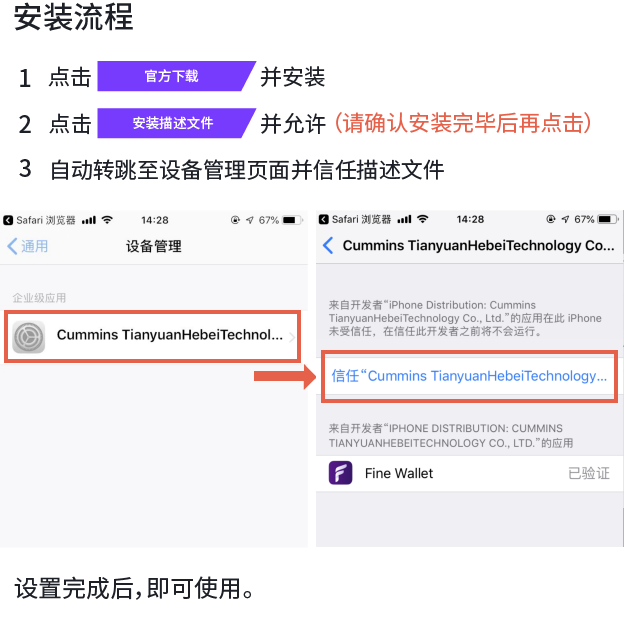 安装流程
1 点击 官方下载 并安装
2 点击 安装描述文件 并允许（请确认安装完毕后再点击）
3 自动转跳至设备管理页面并信任描述文件
Safari 浏览器 14:28 67%
通用 设备管理
企业级应用
Cummins TianyuanHebeiTechnol...
Safari 浏览器 14:28 67%
Cummins TianyuanHebeiTechnology Co...
来自开发者“iPhone Distribution: Cummins
TianyuanHebeiTechnology Co., Ltd.”的应用在此 iPhone
未受信任，在信任此开发者之前将不会运行。
信任“Cummins TianyuanHebeiTechnology...
来自开发者“IPHONE DISTRIBUTION: CUMMINS
TIANYUANHEBEITECHNOLOGY CO., LTD.”的应用
Fine Wallet 已验证
设置完成后，即可使用。